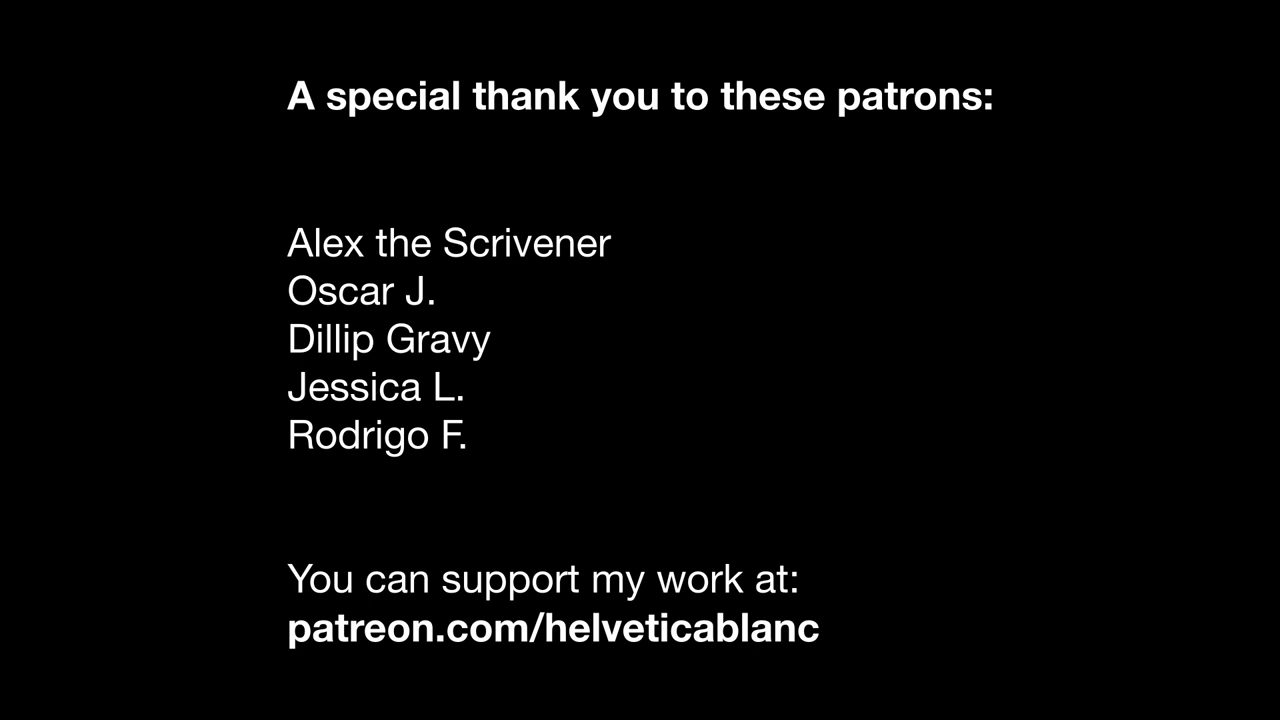 A special thank you to these patrons:
Alex the Scrivener
Oscar J.
Dillip Gravy
Jessica L.
Rodrigo F.
You can support my work at:
patreon.com/helveticablanc